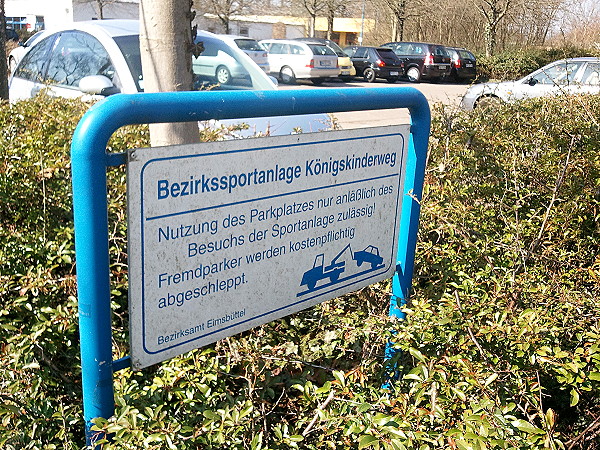 Bezirkssportanlage Königskinderweg
Nutzung des Parkplatzes nur anläßlich des
Besuchs der Sportanlage zulässig!
Fremdparker werden kostenpflichtig
abgeschleppt.
Bezirksamt Eimsbüttel